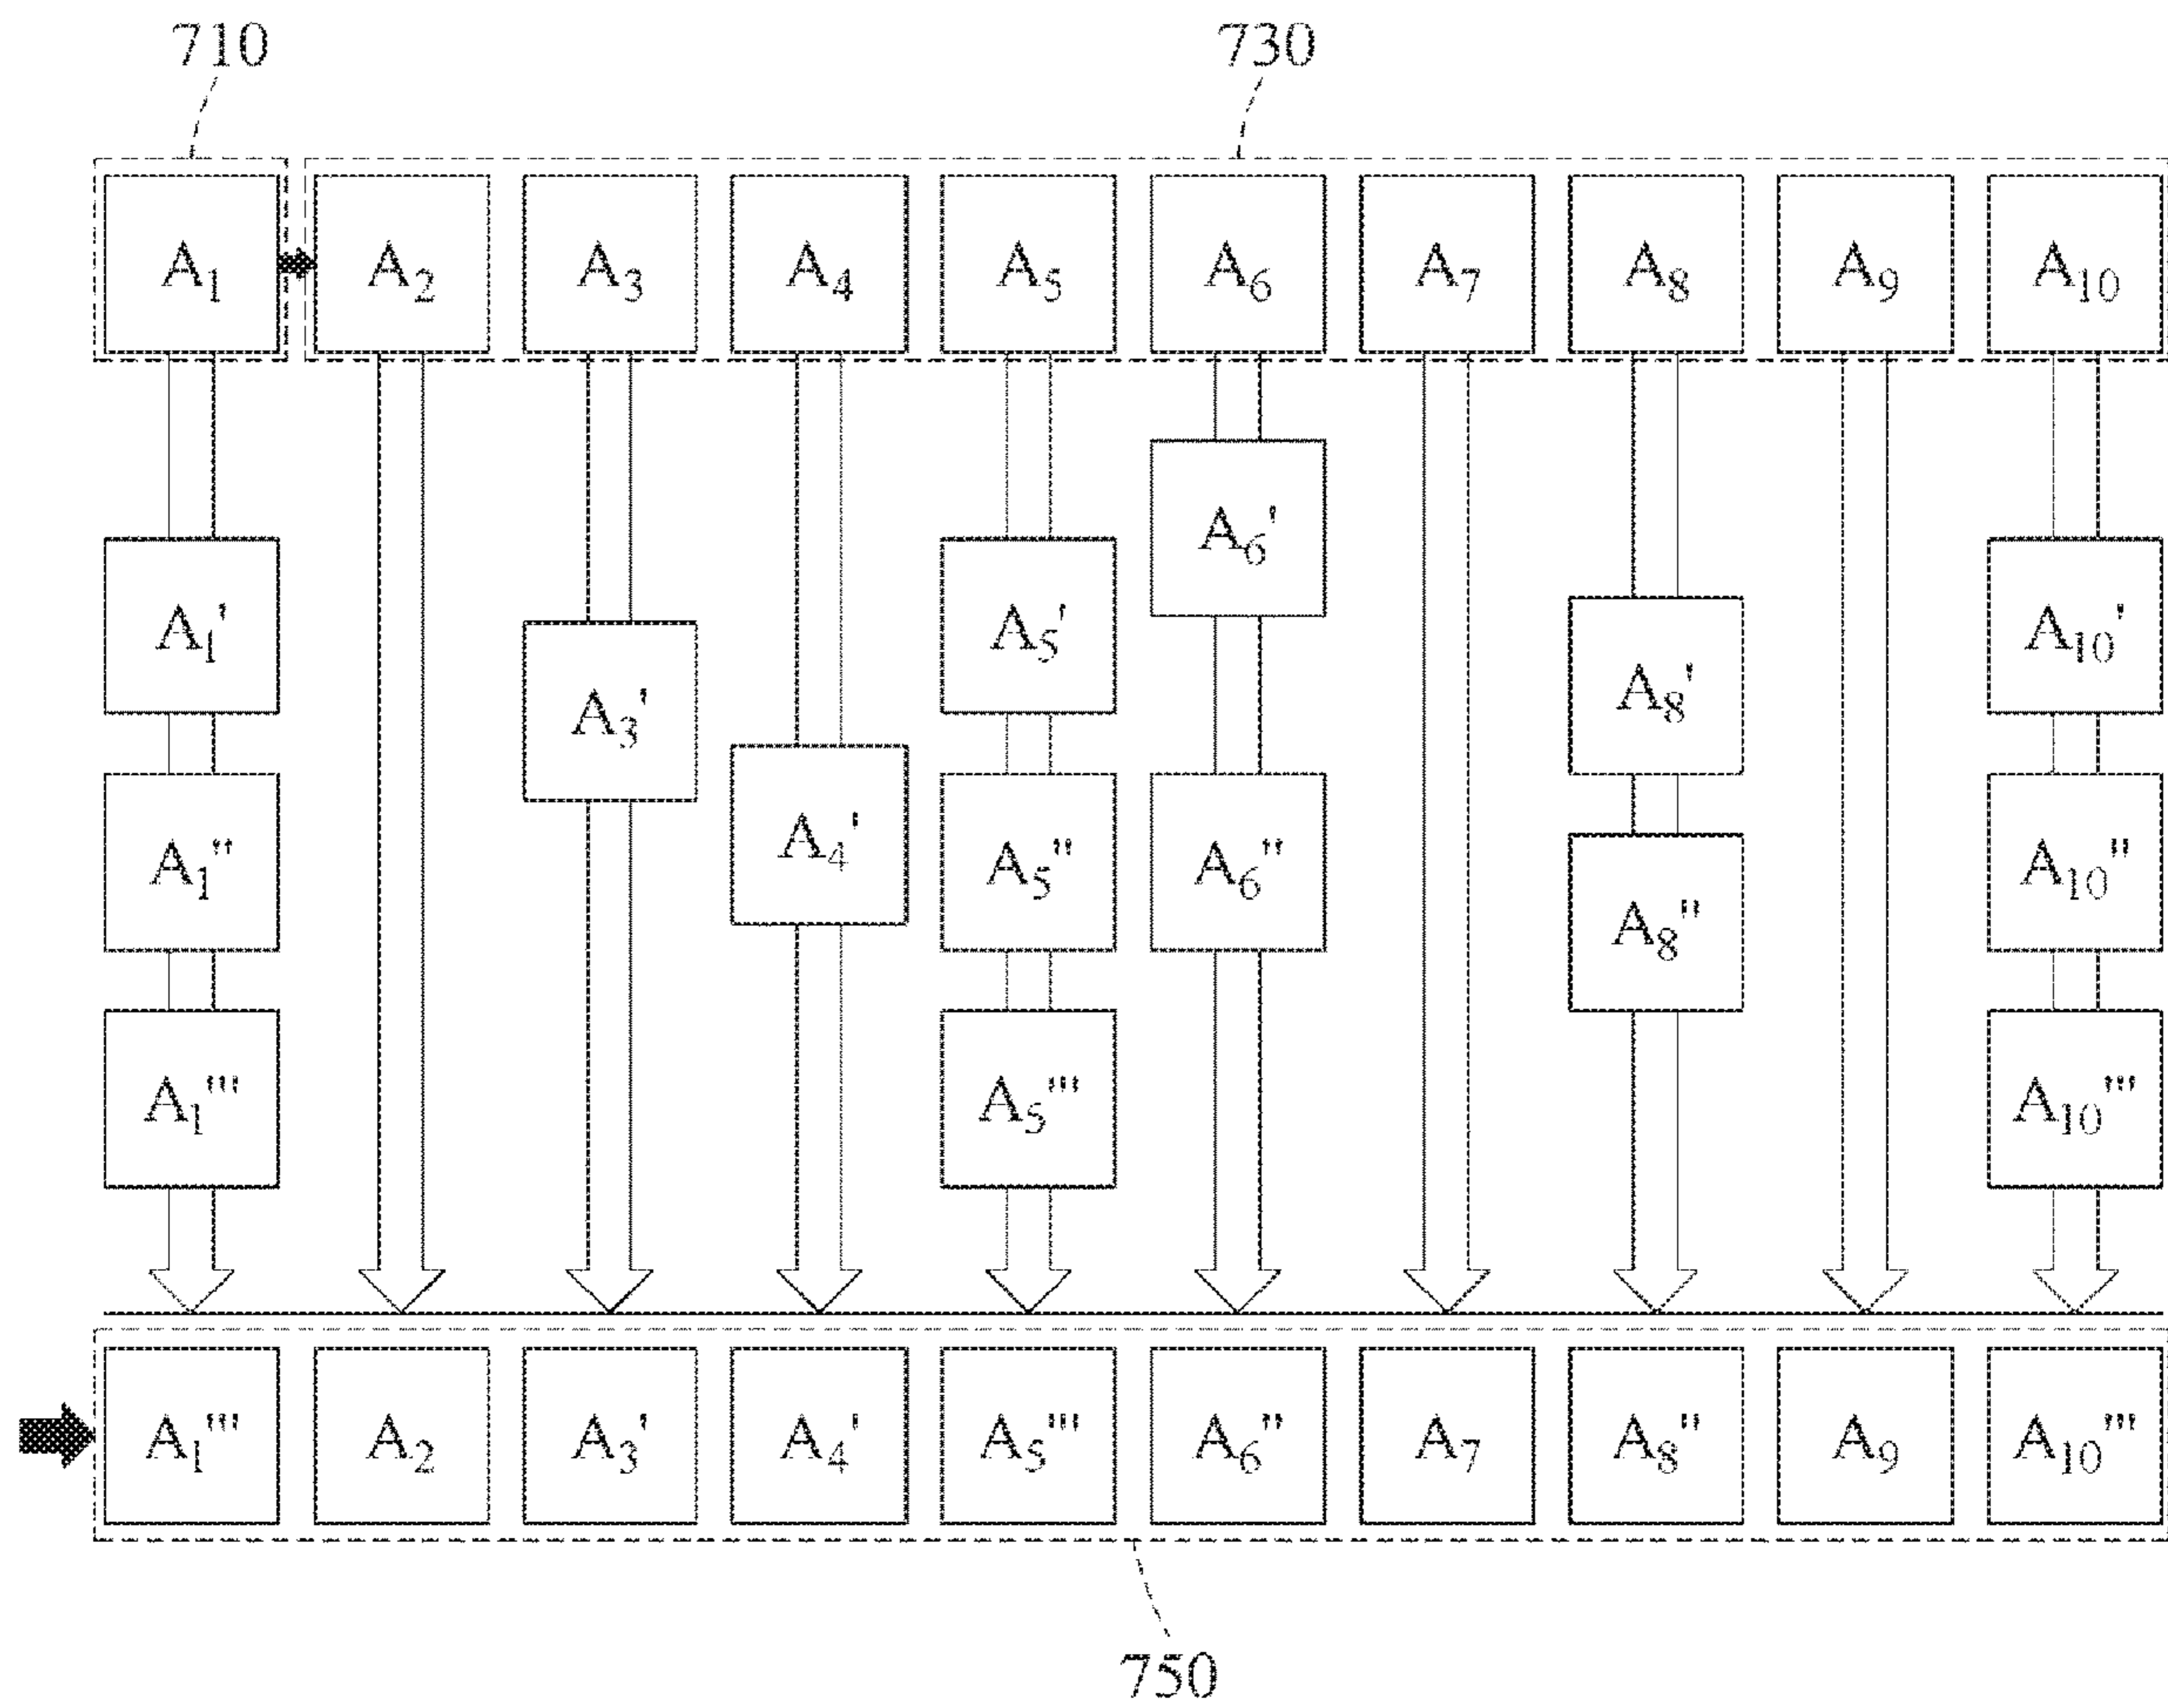 710 730
A₁ A₂ A₃ A₄ A₅ A₆ A₇ A₈ A₉ A₁₀
A₆'
A₁' A₅' A₁₀'
A₈'
A₃'
A₄'
A₁" A₅" A₆" A₁₀"
A₈"
A₁"' A₅"' A₁₀"'
A₁"' A₂ A₃' A₄' A₅"' A₆" A₇ A₈" A₉ A₁₀"'
750